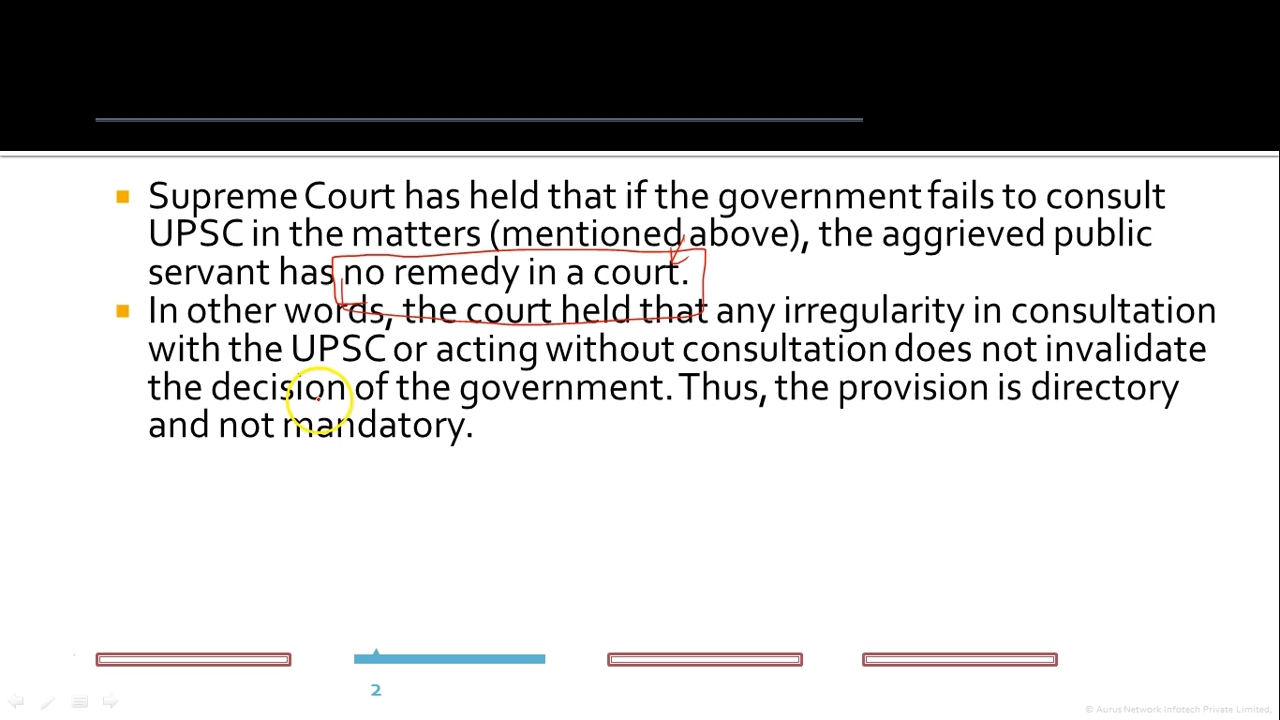 Supreme Court has held that if the government fails to consult
UPSC in the matters (mentioned above), the aggrieved public
servant has no remedy in a court.
In other words, the court held that any irregularity in consultation
with the UPSC or acting without consultation does not invalidate
the decision of the government. Thus, the provision is directory
and not mandatory.
2
© Aurus Network Infotech Private Limited,